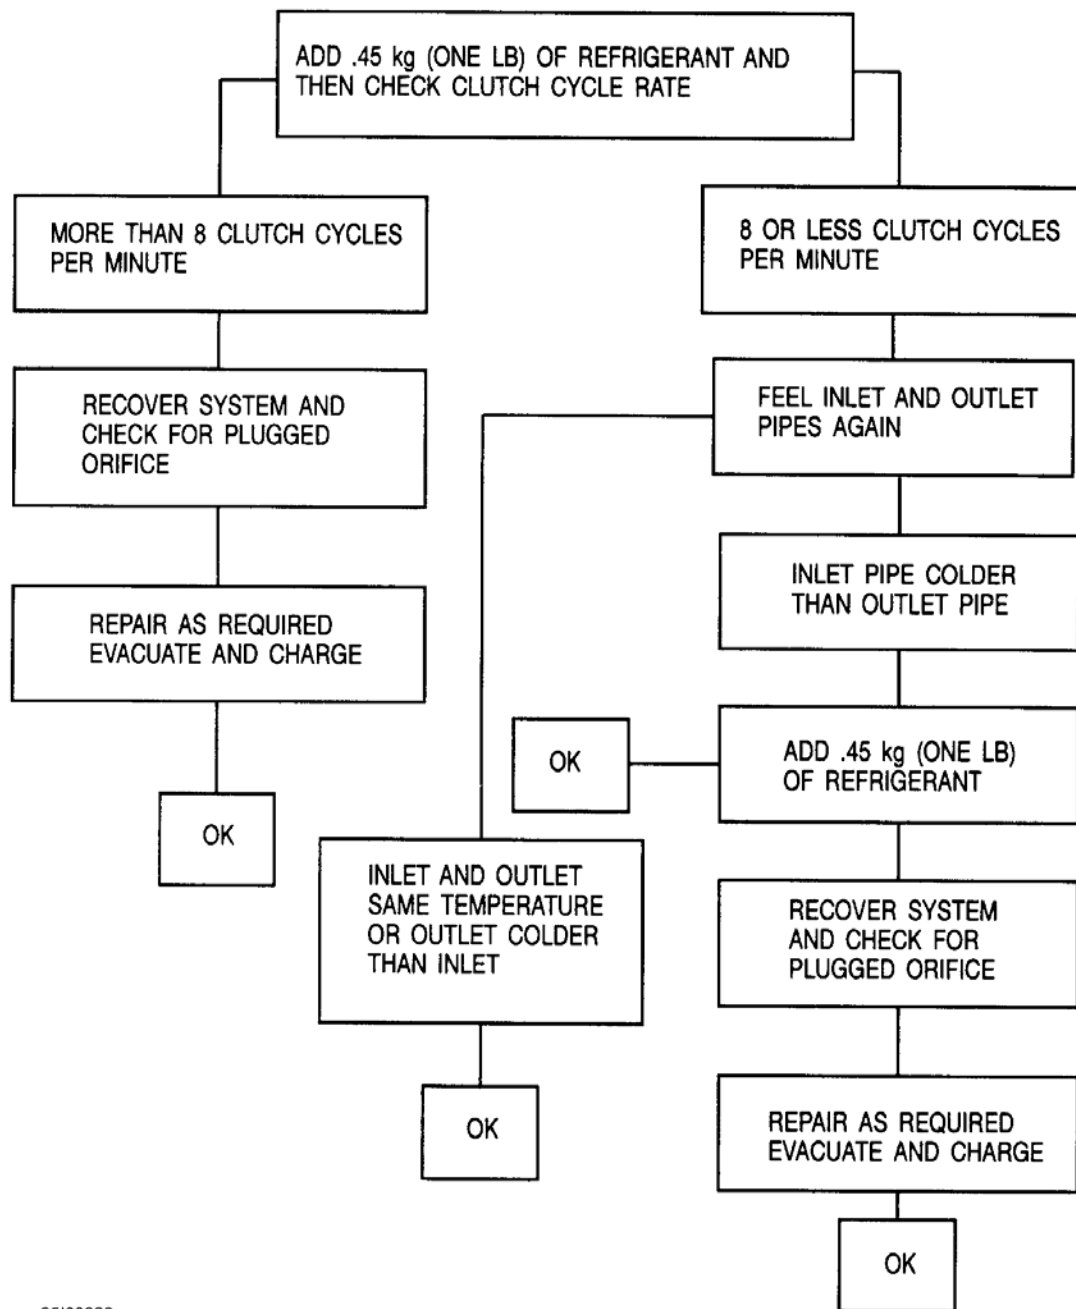 ADD .45 kg (ONE LB) OF REFRIGERANT AND
THEN CHECK CLUTCH CYCLE RATE
MORE THAN 8 CLUTCH CYCLES
PER MINUTE
8 OR LESS CLUTCH CYCLES
PER MINUTE
RECOVER SYSTEM AND
CHECK FOR PLUGGED
ORIFICE
FEEL INLET AND OUTLET
PIPES AGAIN
INLET PIPE COLDER
THAN OUTLET PIPE
REPAIR AS REQUIRED
EVACUATE AND CHARGE
OK
ADD .45 kg (ONE LB)
OF REFRIGERANT
OK
INLET AND OUTLET
SAME TEMPERATURE
OR OUTLET COLDER
THAN INLET
RECOVER SYSTEM
AND CHECK FOR
PLUGGED ORIFICE
OK
REPAIR AS REQUIRED
EVACUATE AND CHARGE
OK